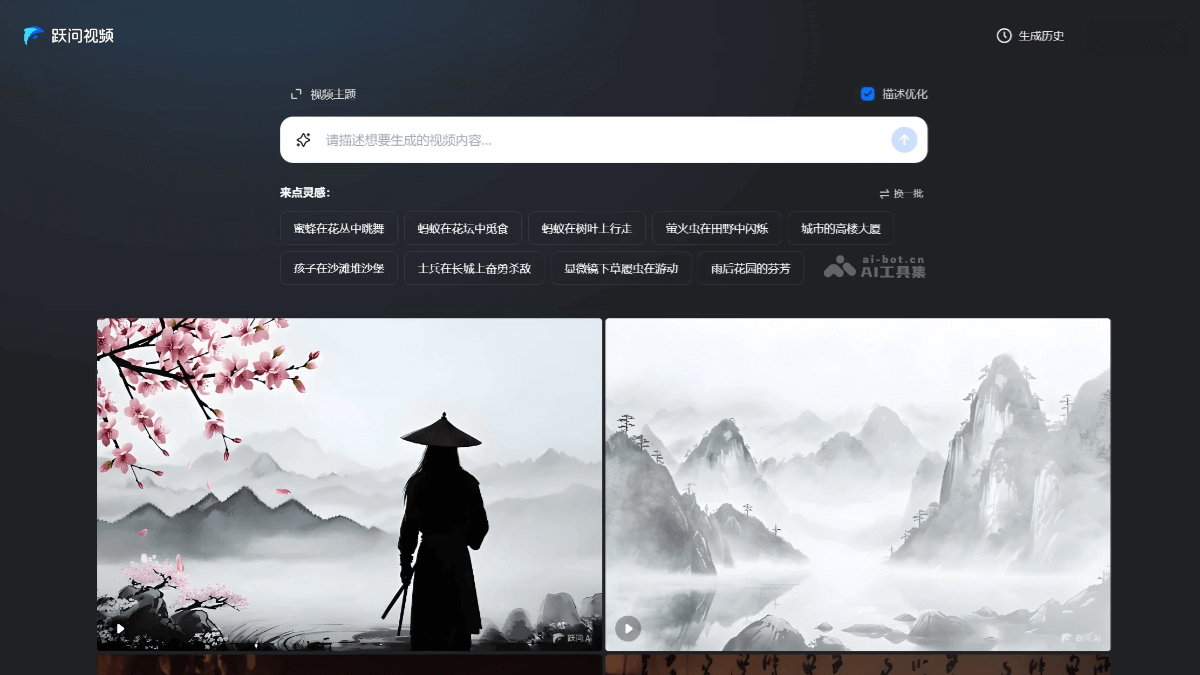 跃问视频
生成历史
视频主题
描述优化
请描述想要生成的视频内容...
来点灵感:
换一批
蜜蜂在花丛中跳舞
蚂蚁在花坛中觅食
蚂蚁在树叶上行走
萤火虫在田野中闪烁
城市的高楼大厦
孩子在沙滩堆沙堡
士兵在长城上奋勇杀敌
显微镜下草履虫在游动
雨后花园的芬芳
ai-bot.cn
AI工具集
跃问 AI
跃问 AI